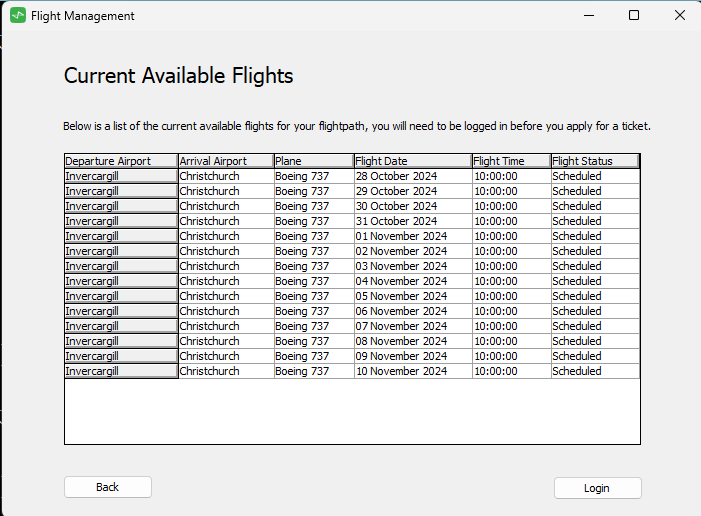 Flight Management
Current Available Flights
Below is a list of the current available flights for your flightpath, you will need to be logged in before you apply for a ticket.
Departure Airport Arrival Airport Plane Flight Date Flight Time Flight Status
Invercargill Christchurch Boeing 737 28 October 2024 10:00:00 Scheduled
Invercargill Christchurch Boeing 737 29 October 2024 10:00:00 Scheduled
Invercargill Christchurch Boeing 737 30 October 2024 10:00:00 Scheduled
Invercargill Christchurch Boeing 737 31 October 2024 10:00:00 Scheduled
Invercargill Christchurch Boeing 737 01 November 2024 10:00:00 Scheduled
Invercargill Christchurch Boeing 737 02 November 2024 10:00:00 Scheduled
Invercargill Christchurch Boeing 737 03 November 2024 10:00:00 Scheduled
Invercargill Christchurch Boeing 737 04 November 2024 10:00:00 Scheduled
Invercargill Christchurch Boeing 737 05 November 2024 10:00:00 Scheduled
Invercargill Christchurch Boeing 737 06 November 2024 10:00:00 Scheduled
Invercargill Christchurch Boeing 737 07 November 2024 10:00:00 Scheduled
Invercargill Christchurch Boeing 737 08 November 2024 10:00:00 Scheduled
Invercargill Christchurch Boeing 737 09 November 2024 10:00:00 Scheduled
Invercargill Christchurch Boeing 737 10 November 2024 10:00:00 Scheduled
Back Login